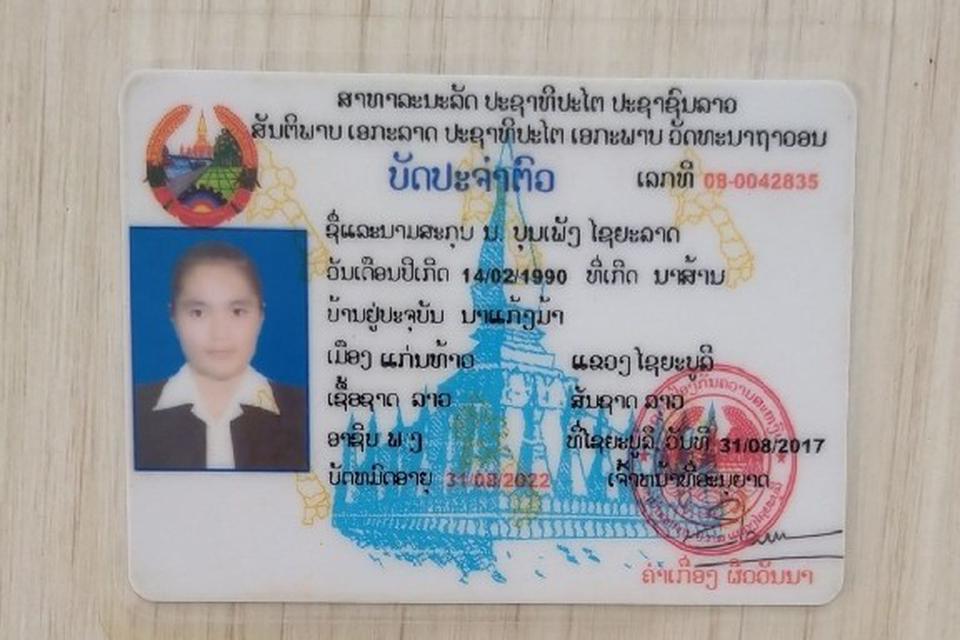 ສາທາລະນະລັດ ປະຊາທິປະໄຕ ປະຊາຊົນລາວ
ສັນຕິພາບ ເອກະລາດ ປະຊາທິປະໄຕ ເອກະພາບ ວັດທະນາຖາວອນ
ບັດປະຈຳຕົວ
ເລກທີ 08-0042835
ຊື່ແລະນາມສະກຸນ ນ. ບຸນເພັງ ໄຊຍະລາດ
ວັນເດືອນປີເກີດ 14/02/1990 ທີ່ເກີດ ນາສ້ານ
ບ້ານຢູ່ປະຈຸບັນ ນາແກ້ງມ້າ
ເມືອງ ແກ່ນທ້າວ ແຂວງ ໄຊຍະບູລີ
ເຊື້ອຊາດ ລາວ ສັນຊາດ ລາວ
ອາຊີບ ພ ງ ທີ່ໄຊຍະບູລີ, ວັນທີ 31/08/2017
ບັດຫມົດອາຍຸ 31/08/2022 ເຈົ້າຫນ້າທີ່ອະນຸຍາດ
ຄຳເກື່ອງ ຜິວວັນນາ